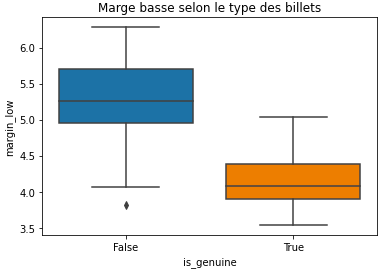 Marge basse selon le type des billets
margin_low
6.0
5.5
5.0
4.5
4.0
3.5
False
True
is_genuine